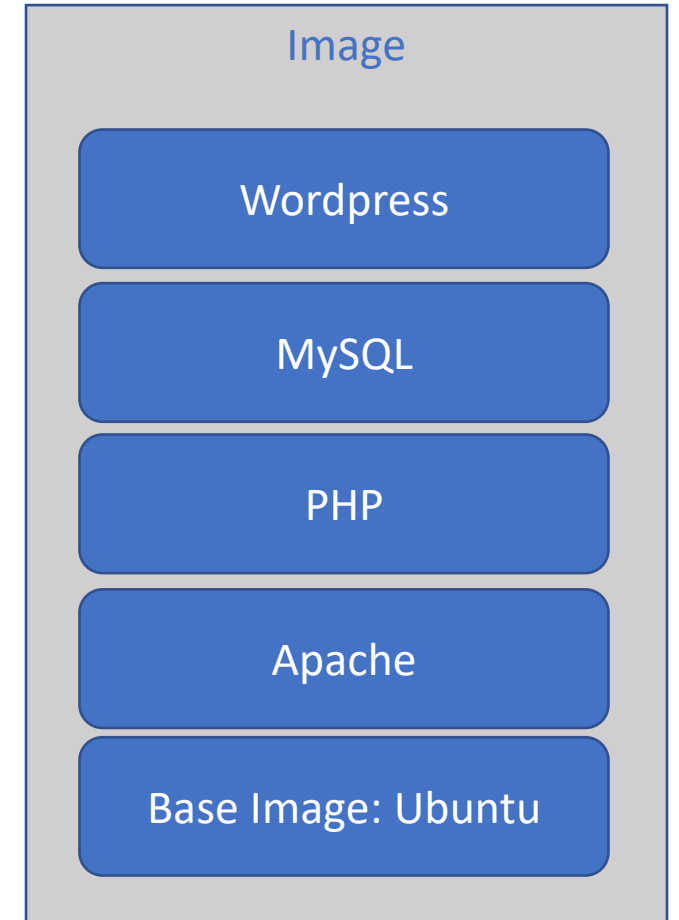 Image
Wordpress
MySQL
PHP
Apache
Base Image: Ubuntu